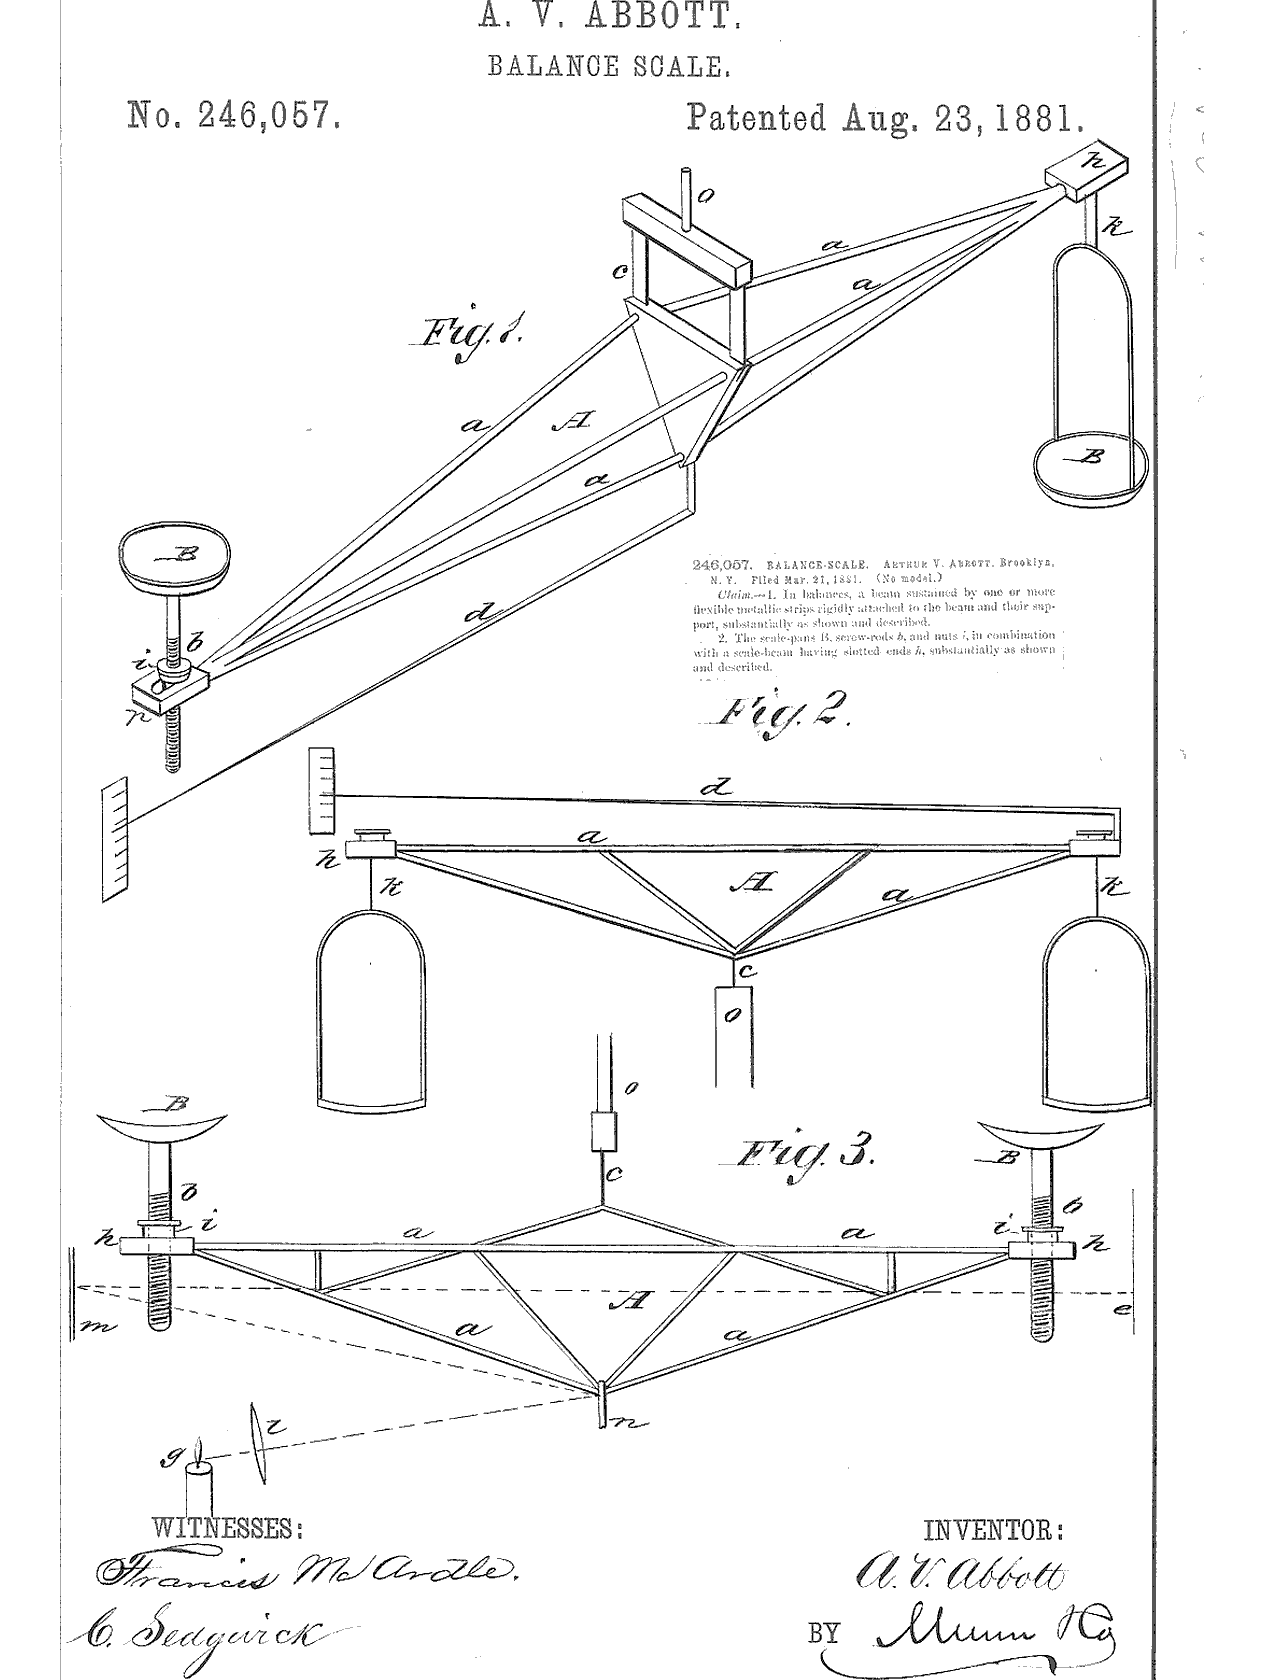 A. V. ABBOTT.
BALANCE SCALE.
No. 246,057.
Patented Aug. 23, 1881.
h
o
k
a
c
a
Fig. 1.
a
A
a
B
B
d
b
i
h
246,057. BALANCE-SCALE. ARTHUR V. ABBOTT, Brooklyn,
N. Y. Filed Mar. 21, 1881. (No model.)
Claim.—1. In balances, a beam sustained by one or more
flexible metallic strips rigidly attached to the beam and their sup-
port, substantially as shown and described.
2. The scale-pans B, screw-rods b, and nuts i, in combination
with a scale-beam having slotted ends h, substantially as shown
and described.
Fig. 2.
d
a
h
A
k
k
a
c
o
o
B
Fig. 3.
B
c
b
b
i
i
h
a
a
h
A
e
m
a
a
n
z
g
WITNESSES:
Francis McArdle.
C. Sedgwick
INVENTOR:
A. V. Abbott
BY Munn & Co